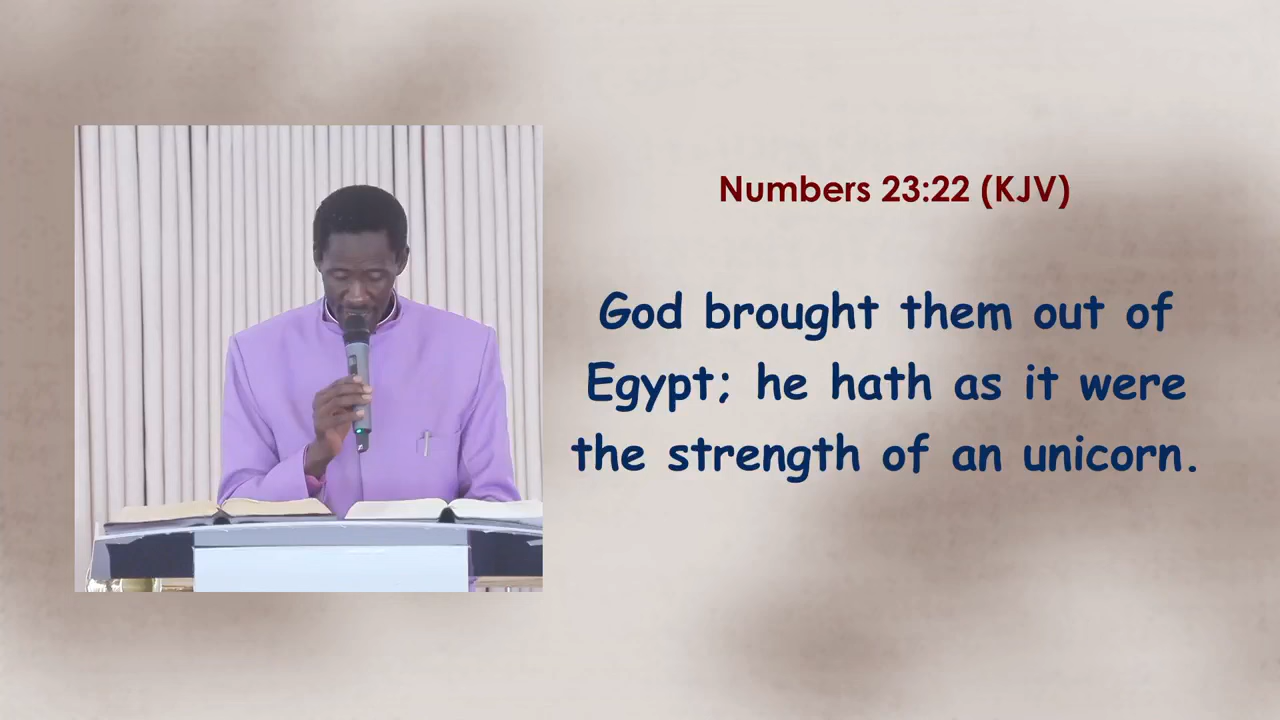 Numbers 23:22 (KJV)
God brought them out of
Egypt; he hath as it were
the strength of an unicorn.